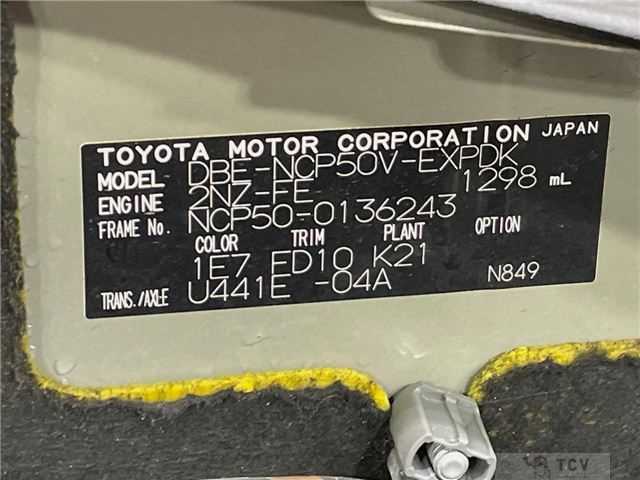 TOYOTA MOTOR CORPORATION JAPAN
MODEL DBE-NCP50V-EXPDK
ENGINE 2NZ-FE 1298 mL
FRAME No. NCP50-0136243
COLOR TRIM PLANT OPTION
1E7 FD10 K21
TRANS./AXLE U441E -04A N849
TCV